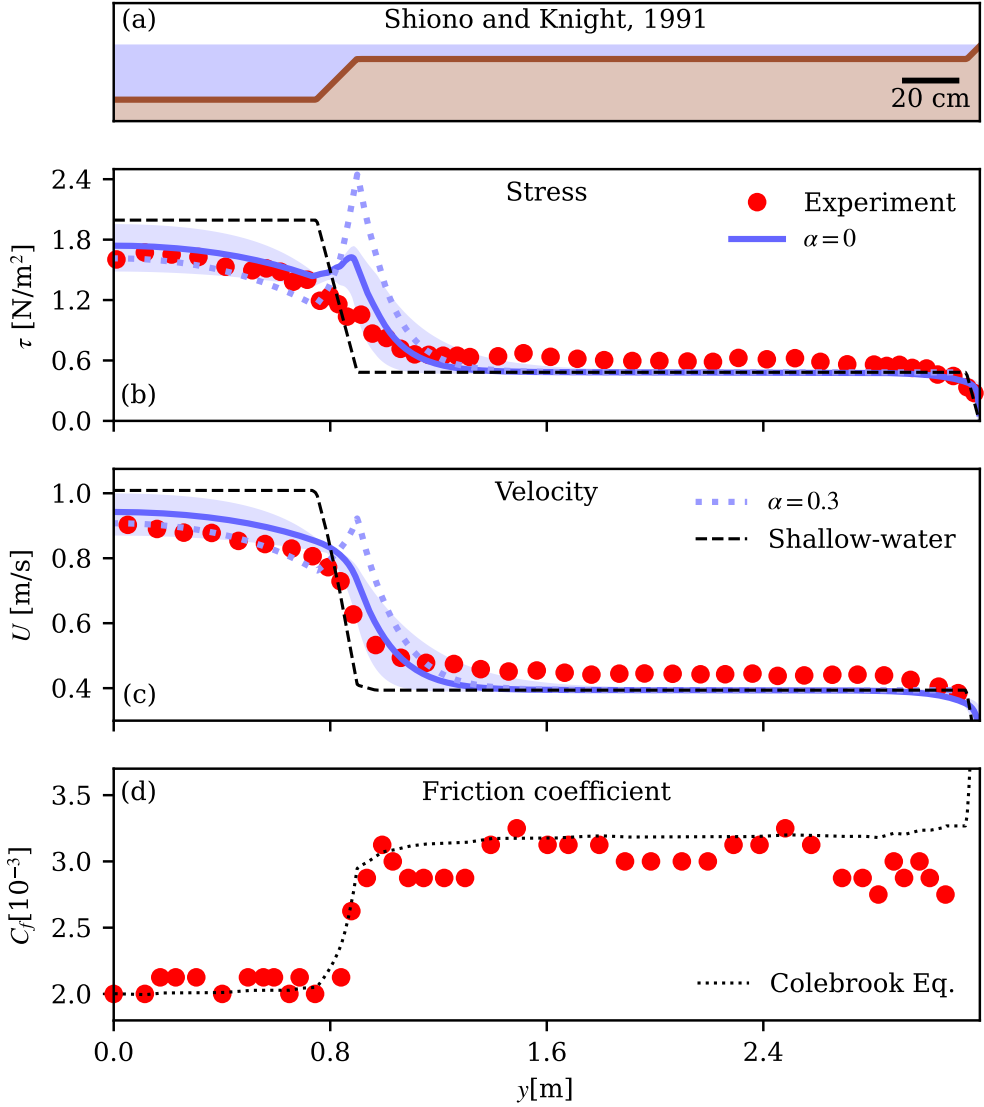 (a)
Shiono and Knight, 1991
20 cm
2.4
1.8
1.2
0.6
0.0
τ [N/m²]
Stress
Experiment
α=0
(b)
1.0
0.8
0.6
0.4
U [m/s]
Velocity
α=0.3
Shallow-water
(c)
3.5
3.0
2.5
2.0
C_f[10⁻³]
(d)
Friction coefficient
Colebrook Eq.
0.0 0.8 1.6 2.4
y[m]